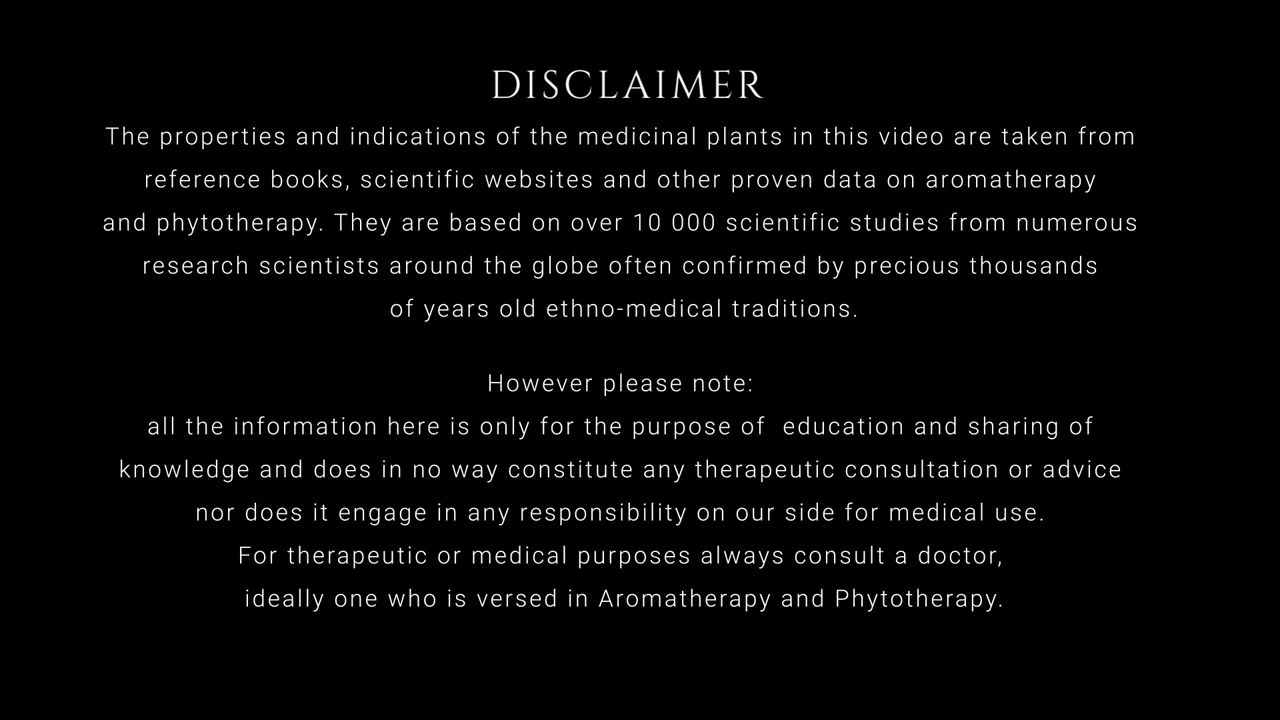 DISCLAIMER
The properties and indications of the medicinal plants in this video are taken from
reference books, scientific websites and other proven data on aromatherapy
and phytotherapy. They are based on over 10 000 scientific studies from numerous
research scientists around the globe often confirmed by precious thousands
of years old ethno-medical traditions.
However please note:
all the information here is only for the purpose of  education and sharing of
knowledge and does in no way constitute any therapeutic consultation or advice
nor does it engage in any responsibility on our side for medical use.
For therapeutic or medical purposes always consult a doctor,
ideally one who is versed in Aromatherapy and Phytotherapy.